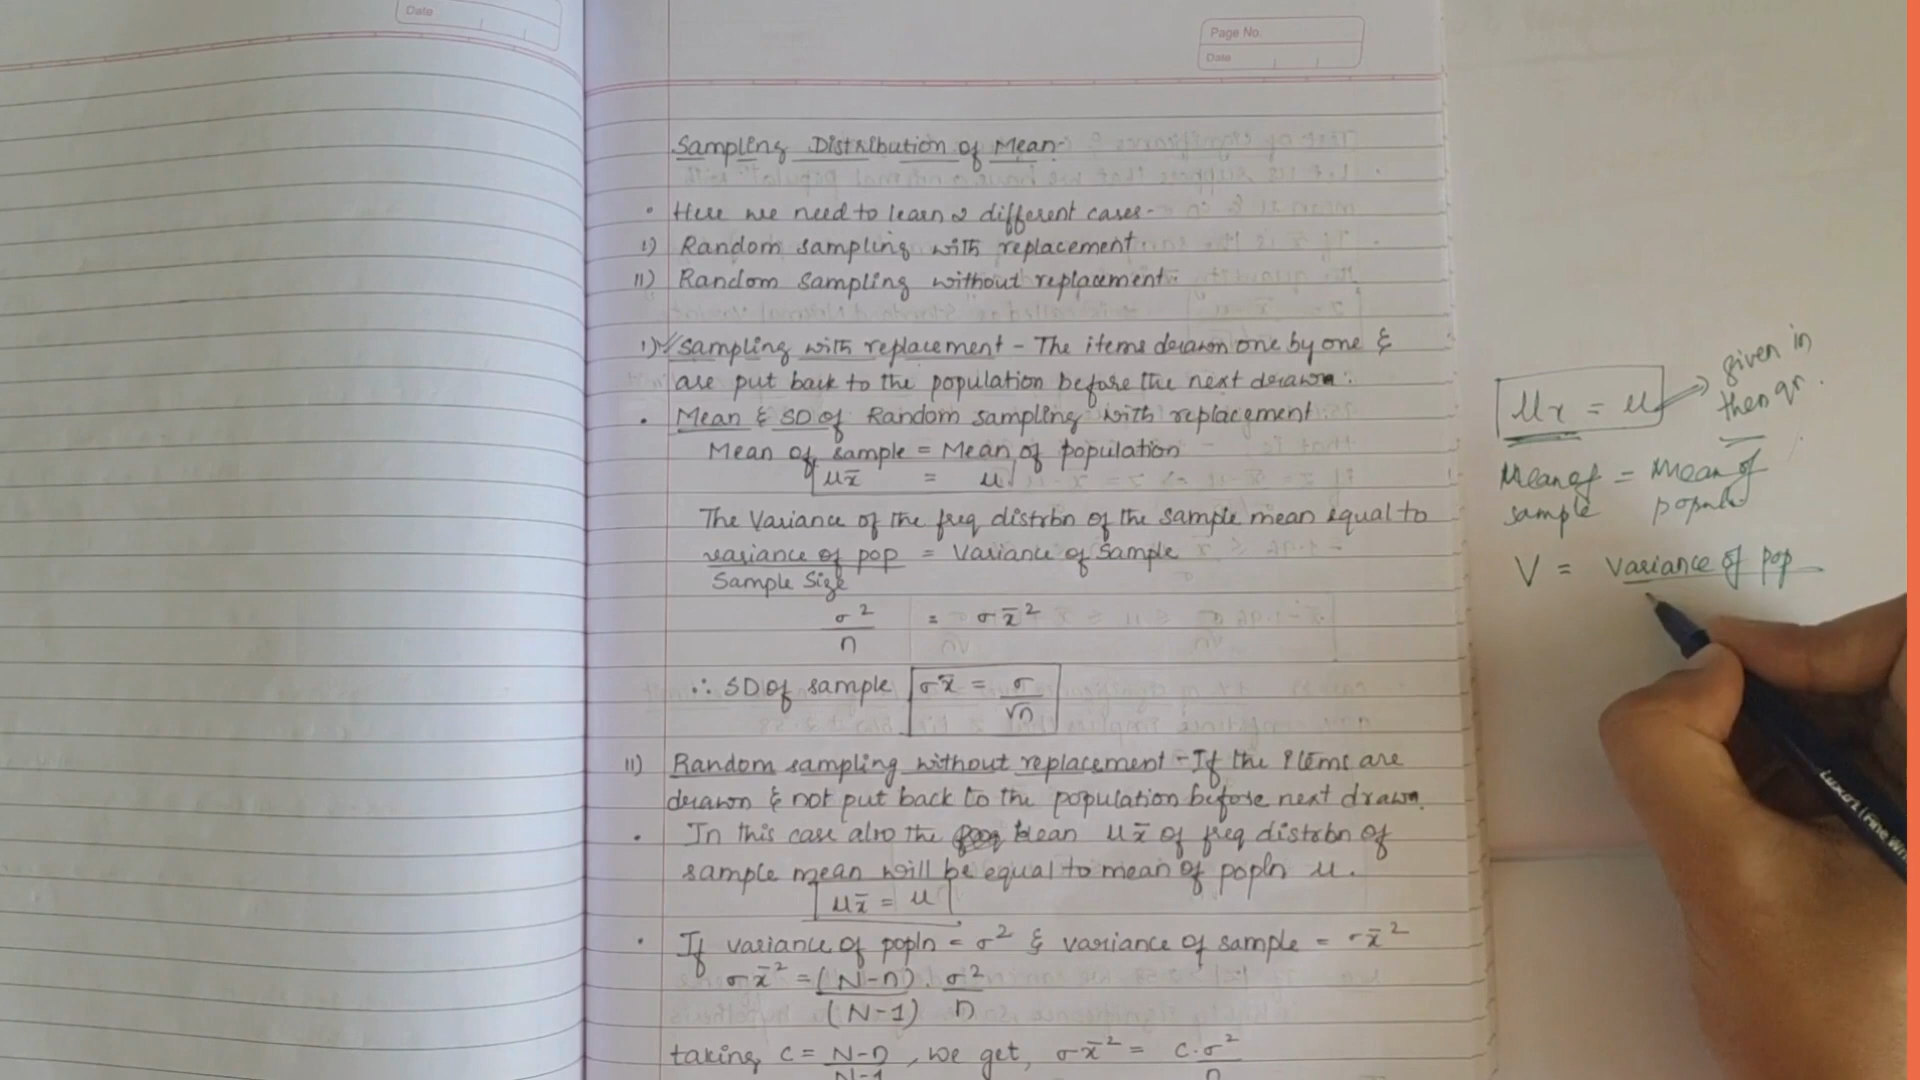 Date
Page No.
Date
Sampling Distribution of Mean-
• Here we need to learn 2 different cases-
i) Random sampling with replacement
ii) Random sampling without replacement-
i) ✓ Sampling with replacement - The items drawn one by one &
are put back to the population before the next drawn.
• Mean & SD of Random sampling with replacement
Mean of sample = Mean of population
μx̄ = μ
The Variance of the freq distrbn of the sample mean equal to
variance of pop = Variance of Sample
Sample Size
σ² = σx̄²
n
∴ SD of sample σx̄ = σ
√n
ii) Random sampling without replacement - If the items are
drawn & not put back to the population before next drawn.
• In this case also the Mean μx̄ of freq distrbn of
sample mean will be equal to mean of popln μ.
μx̄ = μ
• If variance of popln = σ² & variance of sample = σx̄²
σx̄² = (N-n) . σ²
(N-1) n
taking c = N-n, we get, σx̄² = c.σ²
N-1 n
μx = μ
given in
the qn.
Mean of = Mean of
sample
V = Variance of pop
Luxor